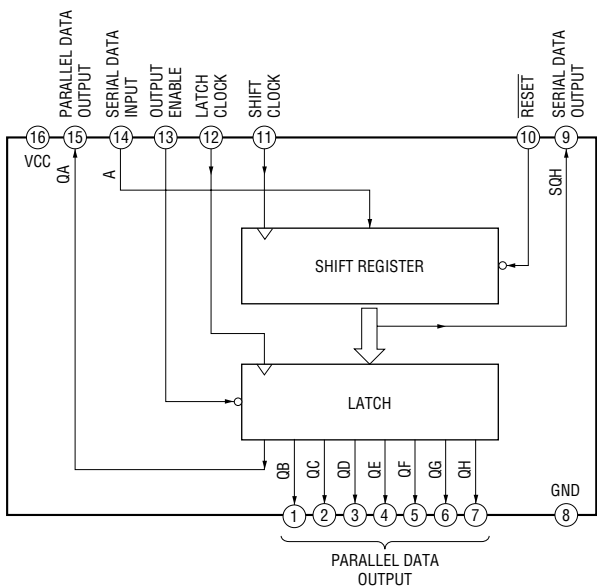 PARALLEL DATA
OUTPUT
SERIAL DATA
INPUT
OUTPUT
ENABLE
LATCH
CLOCK
SHIFT
CLOCK
RESET
SERIAL DATA
OUTPUT
16
15
14
13
12
11
10
9
VCC
QA
A
SQH
SHIFT REGISTER
LATCH
QB
QC
QD
QE
QF
QG
QH
GND
1
2
3
4
5
6
7
8
PARALLEL DATA
OUTPUT